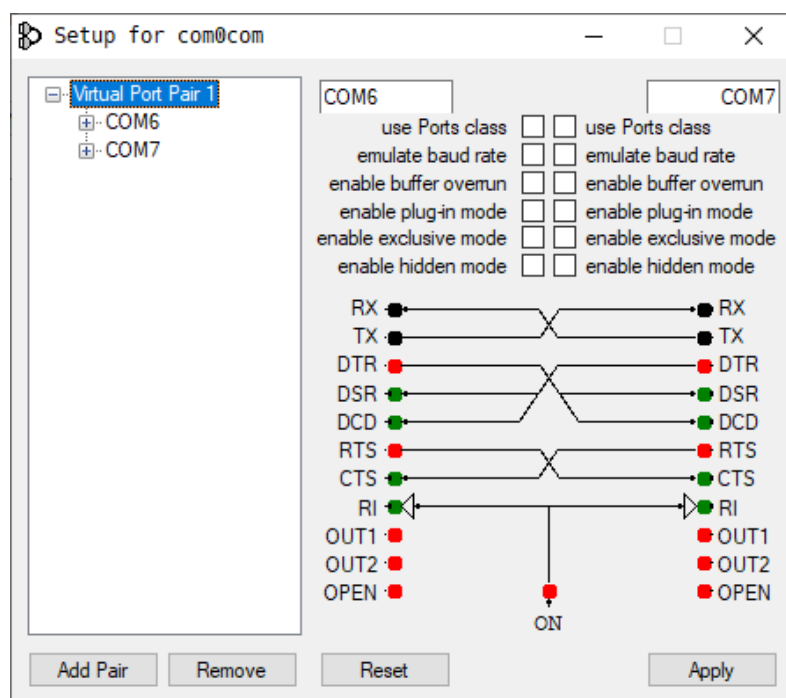 Setup for com0com
Virtual Port Pair 1
COM6
COM7
COM6 COM7
use Ports class use Ports class
emulate baud rate emulate baud rate
enable buffer overrun enable buffer overrun
enable plug-in mode enable plug-in mode
enable exclusive mode enable exclusive mode
enable hidden mode enable hidden mode
RX RX
TX TX
DTR DTR
DSR DSR
DCD DCD
RTS RTS
CTS CTS
RI RI
OUT1 OUT1
OUT2 OUT2
OPEN OPEN
ON
Add Pair Remove Reset Apply